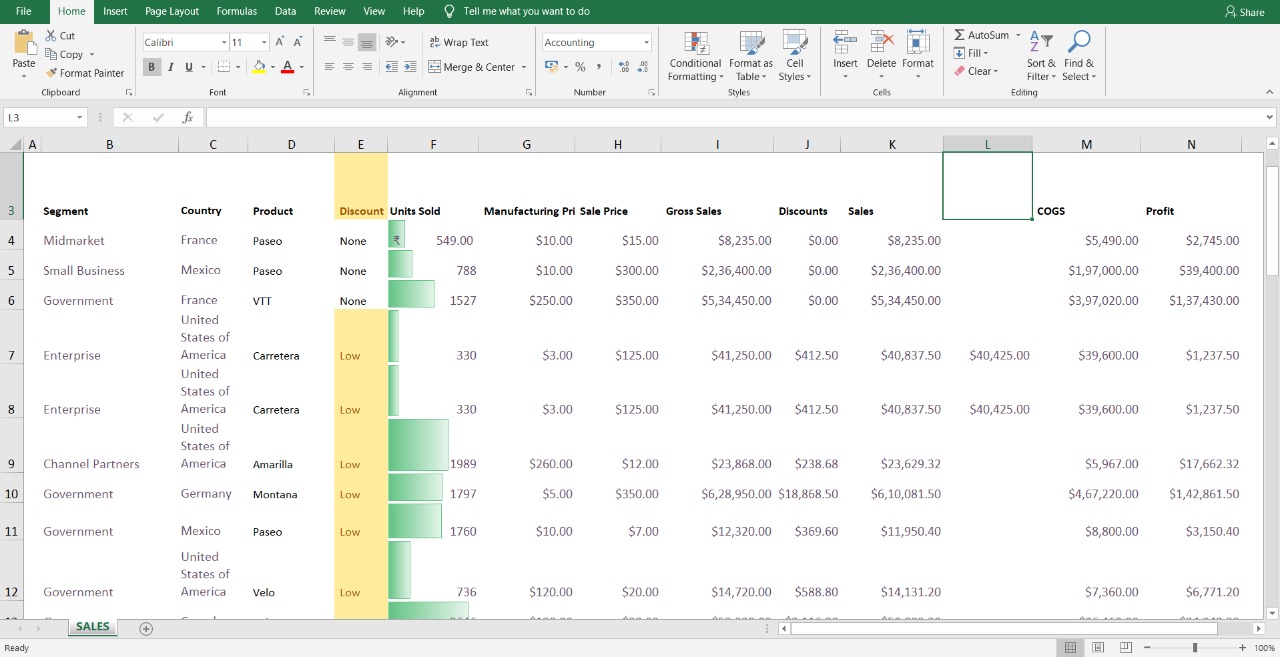 File Home Insert Page Layout Formulas Data Review View Help Tell me what you want to do Share
Paste Cut Copy Format Painter
Calibri 11 B I U A A A
Wrap Text Merge & Center
Accounting %
Conditional Formatting Format as Table Cell Styles
Insert Delete Format
AutoSum Fill Clear Sort & Filter Find & Select
Clipboard Font Alignment Number Styles Cells Editing
L3 fx
A B C D E F G H I J K L M N
3 Segment Country Product Discount Units Sold Manufacturing Pri Sale Price Gross Sales Discounts Sales COGS Profit
4 Midmarket France Paseo None ₹ 549.00 $10.00 $15.00 $8,235.00 $0.00 $8,235.00 $5,490.00 $2,745.00
5 Small Business Mexico Paseo None 788 $10.00 $300.00 $2,36,400.00 $0.00 $2,36,400.00 $1,97,000.00 $39,400.00
6 Government France VTT None 1527 $250.00 $350.00 $5,34,450.00 $0.00 $5,34,450.00 $3,97,020.00 $1,37,430.00
United
States of
7 Enterprise America Carretera Low 330 $3.00 $125.00 $41,250.00 $412.50 $40,837.50 $40,425.00 $39,600.00 $1,237.50
United
States of
8 Enterprise America Carretera Low 330 $3.00 $125.00 $41,250.00 $412.50 $40,837.50 $40,425.00 $39,600.00 $1,237.50
United
States of
9 Channel Partners America Amarilla Low 1989 $260.00 $12.00 $23,868.00 $238.68 $23,629.32 $5,967.00 $17,662.32
10 Government Germany Montana Low 1797 $5.00 $350.00 $6,28,950.00 $18,868.50 $6,10,081.50 $4,67,220.00 $1,42,861.50
11 Government Mexico Paseo Low 1760 $10.00 $7.00 $12,320.00 $369.60 $11,950.40 $8,800.00 $3,150.40
United
States of
12 Government America Velo Low 736 $120.00 $20.00 $14,720.00 $588.80 $14,131.20 $7,360.00 $6,771.20
SALES
Ready 100%